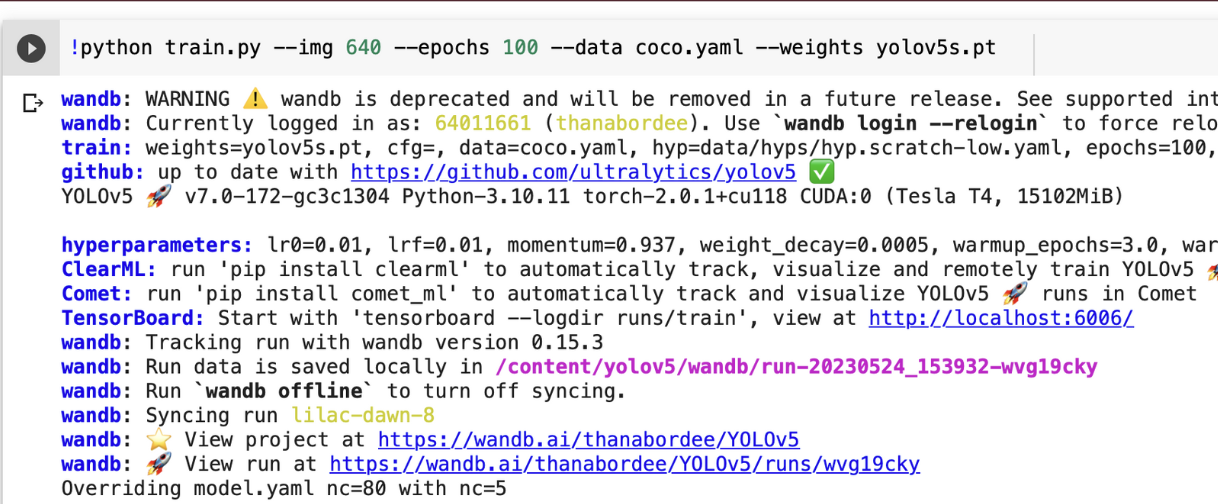 !python train.py --img 640 --epochs 100 --data coco.yaml --weights yolov5s.pt
wandb: WARNING ⚠️ wandb is deprecated and will be removed in a future release. See supported int
wandb: Currently logged in as: 64011661 (thanabordee). Use `wandb login --relogin` to force relo
train: weights=yolov5s.pt, cfg=, data=coco.yaml, hyp=data/hyps/hyp.scratch-low.yaml, epochs=100,
github: up to date with https://github.com/ultralytics/yolov5 ✅
YOLOv5 🚀 v7.0-172-gc3c1304 Python-3.10.11 torch-2.0.1+cu118 CUDA:0 (Tesla T4, 15102MiB)
hyperparameters: lr0=0.01, lrf=0.01, momentum=0.937, weight_decay=0.0005, warmup_epochs=3.0, war
ClearML: run 'pip install clearml' to automatically track, visualize and remotely train YOLOv5 🚀
Comet: run 'pip install comet_ml' to automatically track and visualize YOLOv5 🚀 runs in Comet
TensorBoard: Start with 'tensorboard --logdir runs/train', view at http://localhost:6006/
wandb: Tracking run with wandb version 0.15.3
wandb: Run data is saved locally in /content/yolov5/wandb/run-20230524_153932-wvg19cky
wandb: Run `wandb offline` to turn off syncing.
wandb: Syncing run lilac-dawn-8
wandb: ⭐ View project at https://wandb.ai/thanabordee/YOLOv5
wandb: 🚀 View run at https://wandb.ai/thanabordee/YOLOv5/runs/wvg19cky
Overriding model.yaml nc=80 with nc=5